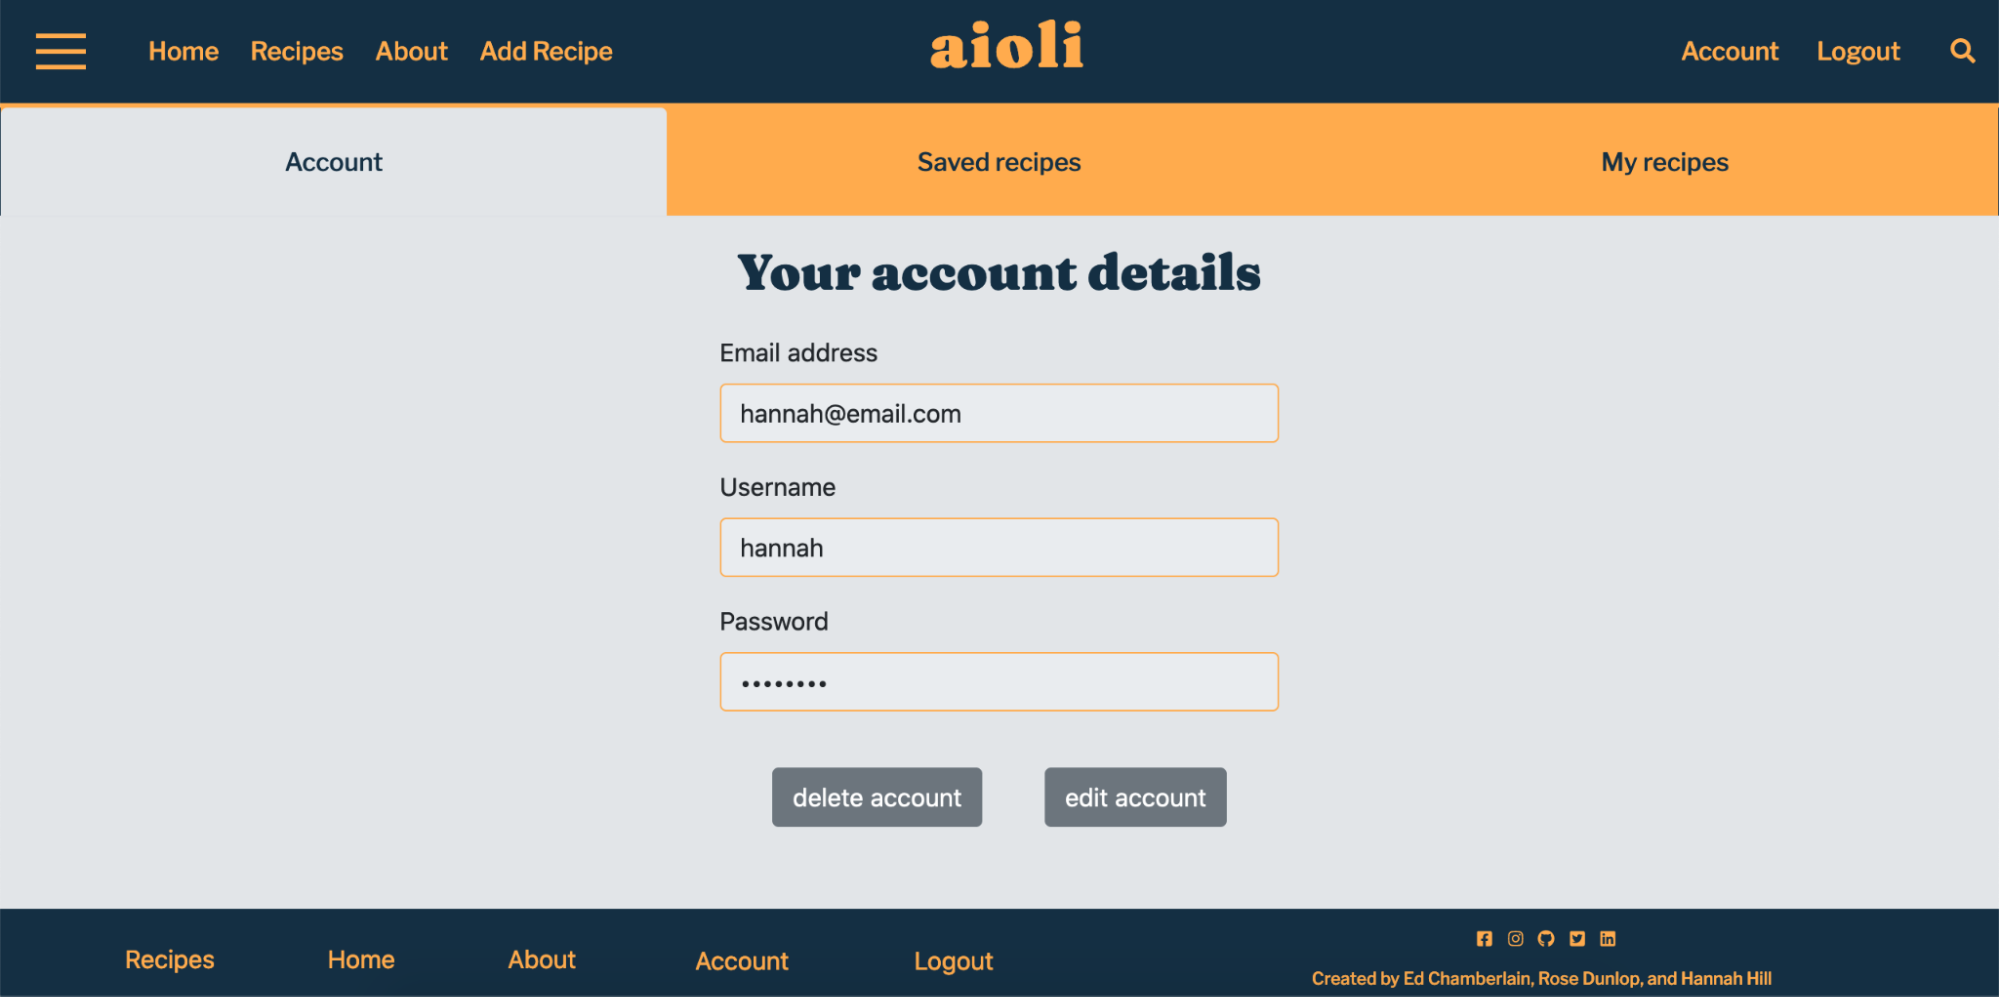 Home Recipes About Add Recipe aioli Account Logout
Account Saved recipes My recipes
Your account details
Email address
hannah@email.com
Username
hannah
Password
••••••••
delete account edit account
Recipes Home About Account Logout
Created by Ed Chamberlain, Rose Dunlop, and Hannah Hill